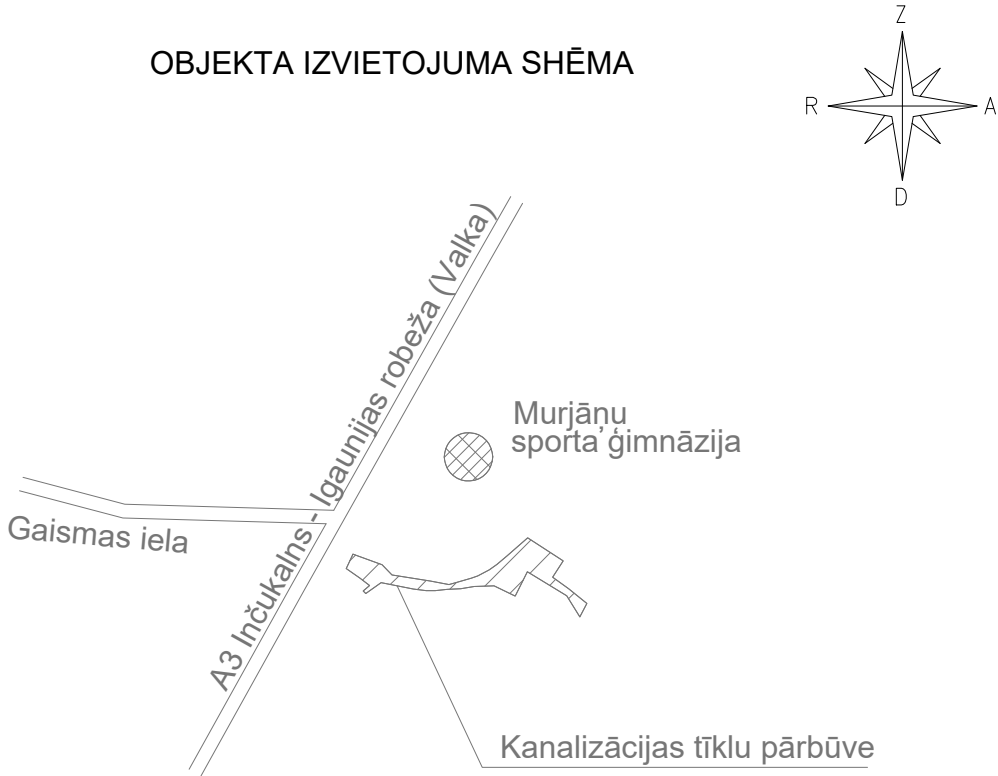 OBJEKTA IZVIETOJUMA SHĒMA
Z
R
A
D
A3 Inčukalns - Igaunijas robeža (Valka)
Murjāņu
sporta ģimnāzija
Gaismas iela
Kanalizācijas tīklu pārbūve